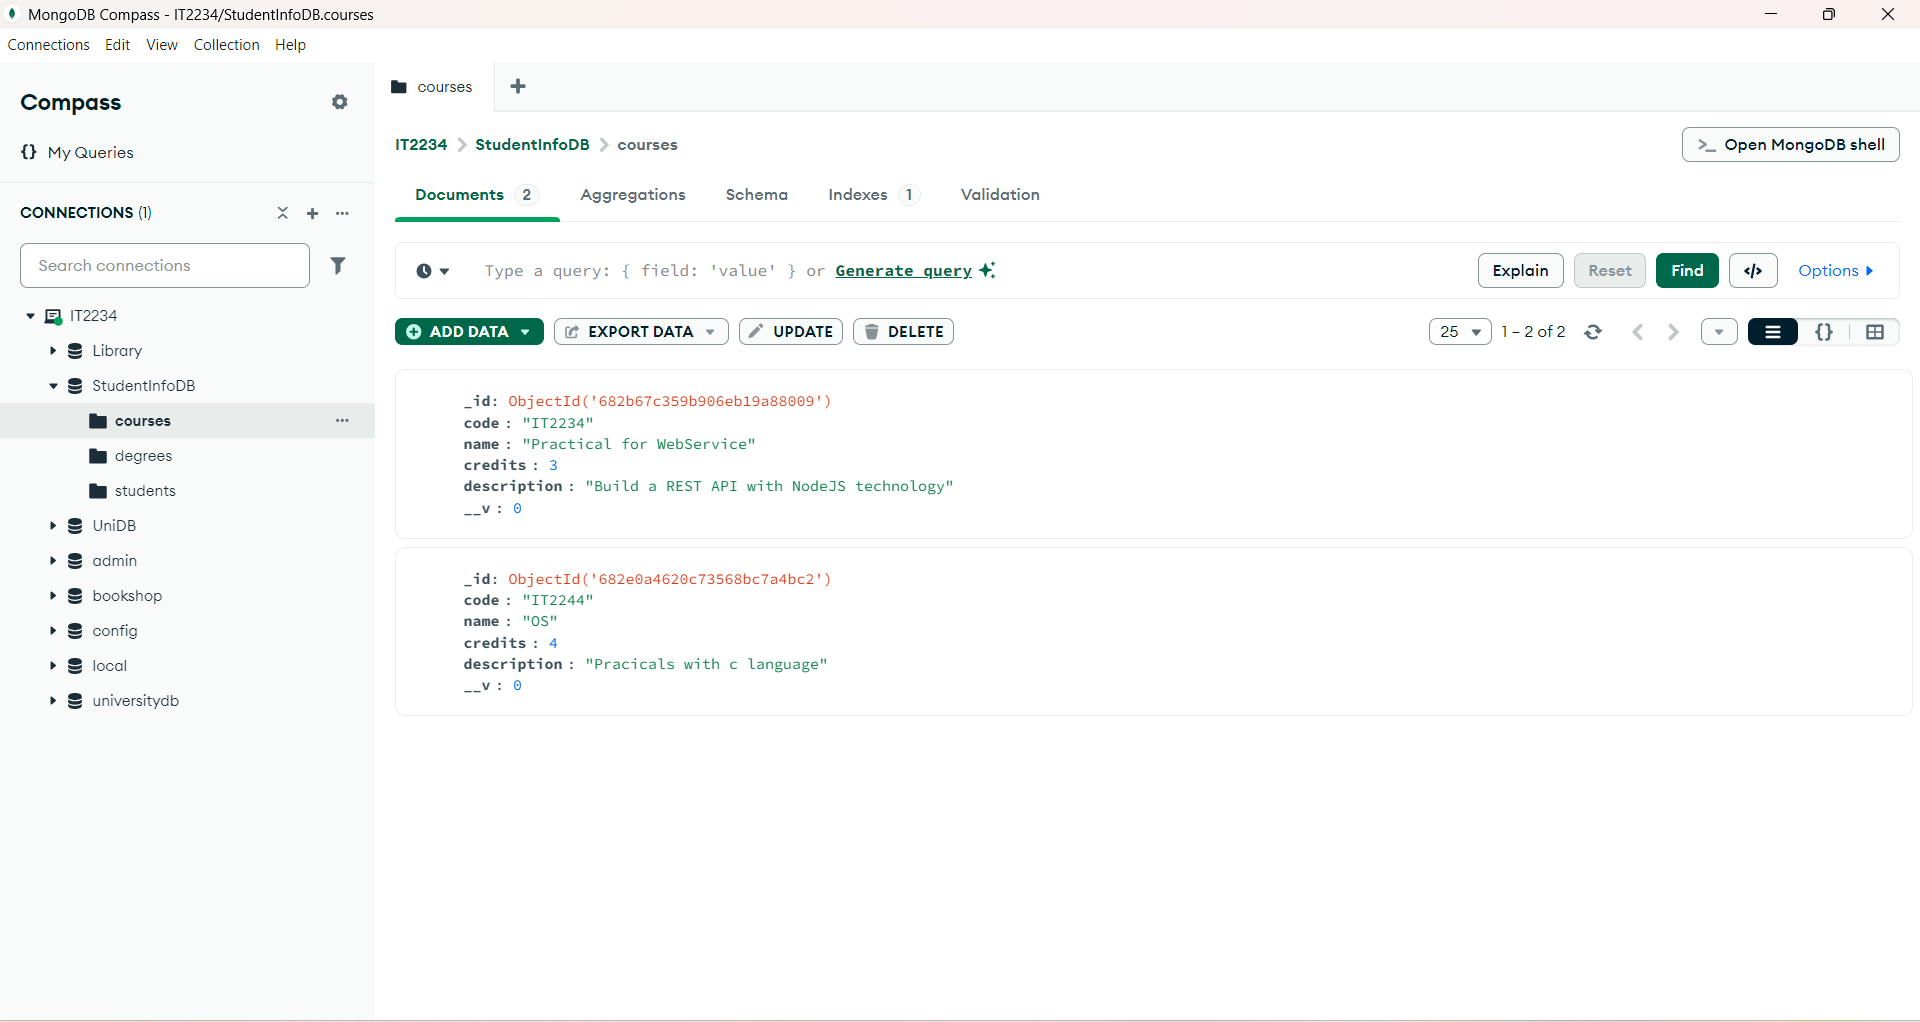 MongoDB Compass - IT2234/StudentInfoDB.courses
Connections Edit View Collection Help
Compass
{} My Queries
CONNECTIONS (1)
Search connections
IT2234
Library
StudentInfoDB
courses
degrees
students
UniDB
admin
bookshop
config
local
universitydb
courses
IT2234 > StudentInfoDB > courses
>_ Open MongoDB shell
Documents 2 Aggregations Schema Indexes 1 Validation
Type a query: { field: 'value' } or Generate query
Explain Reset Find </> Options
ADD DATA EXPORT DATA UPDATE DELETE
25 1 – 2 of 2 {}
_id: ObjectId('682b67c359b906eb19a88009')
code : "IT2234"
name : "Practical for WebService"
credits : 3
description : "Build a REST API with NodeJS technology"
__v : 0
_id: ObjectId('682e0a4620c73568bc7a4bc2')
code : "IT2244"
name : "OS"
credits : 4
description : "Pracicals with c language"
__v : 0